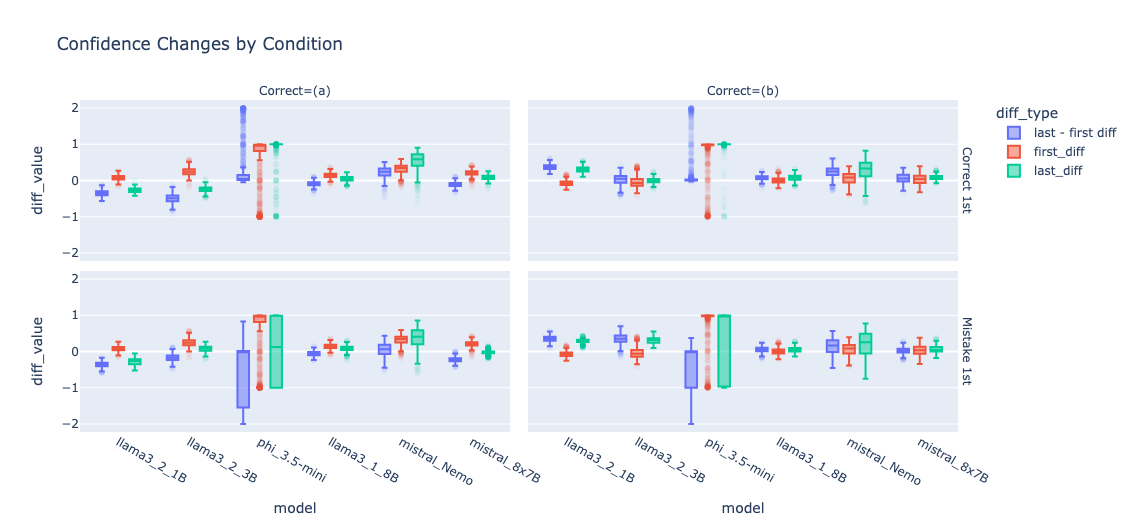 Confidence Changes by Condition
Correct=(a)
Correct=(b)
diff_type
last - first diff
first_diff
last_diff
diff_value
2
1
0
−1
−2
Correct 1st
diff_value
2
1
0
−1
−2
Mistake 1st
llama3_2_1B
llama3_2_3B
phi_3.5-mini
llama3_1_8B
mistral_Nemo
mistral_8x7B
llama3_2_1B
llama3_2_3B
phi_3.5-mini
llama3_1_8B
mistral_Nemo
mistral_8x7B
model
model